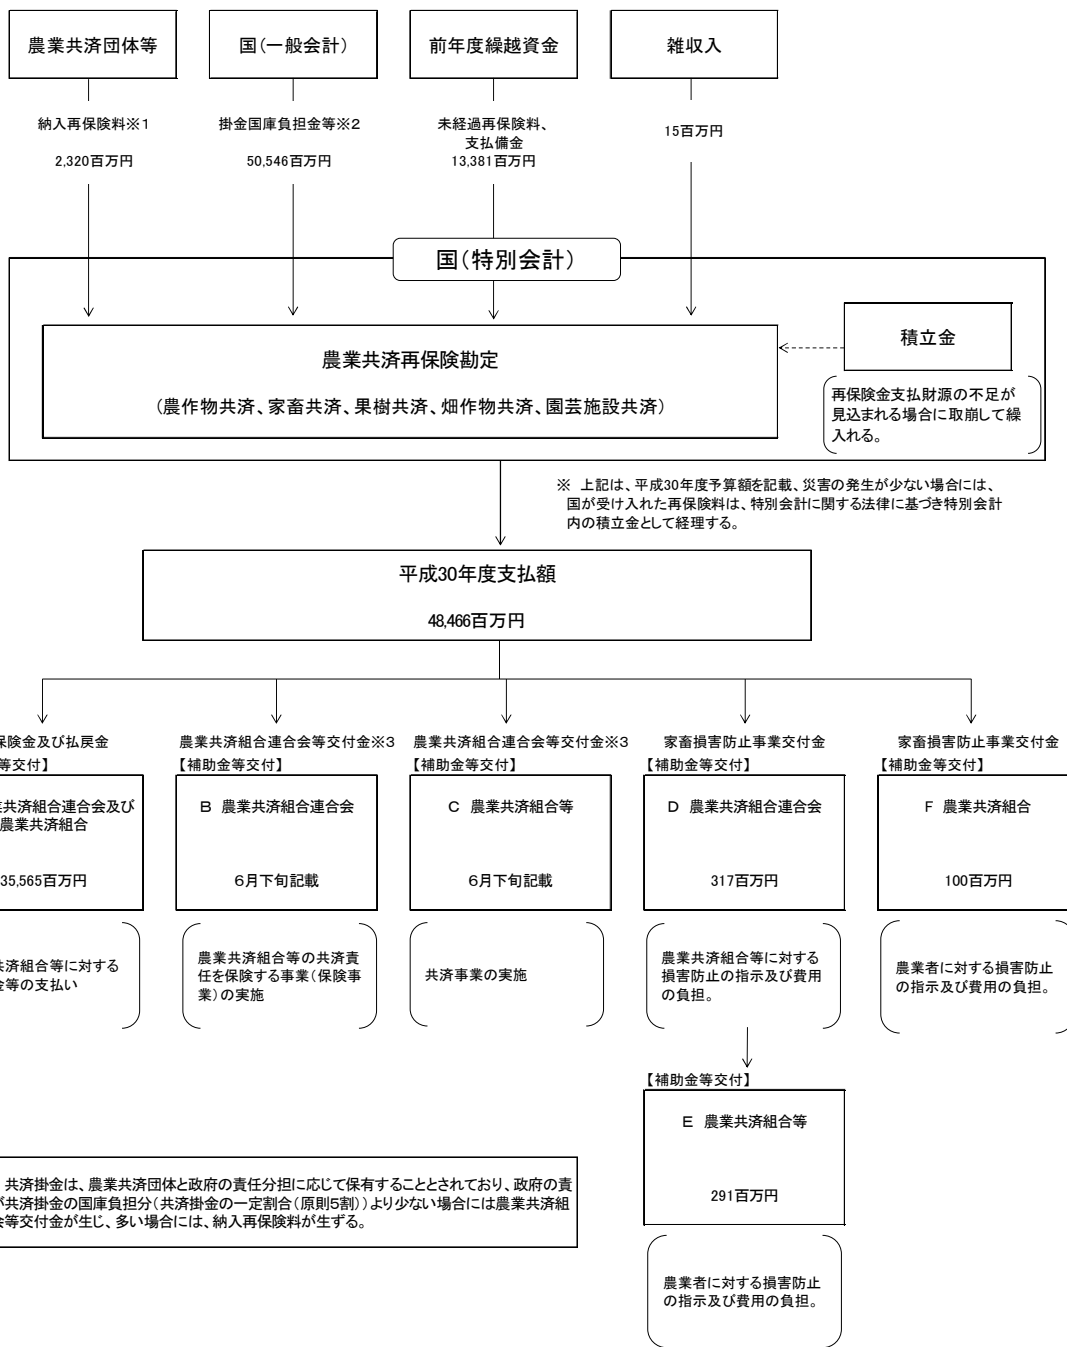 農業共済団体等
国（一般会計）
前年度繰越資金
雑収入
納入再保険料※１
2,320百万円
掛金国庫負担金等※２
50,546百万円
未経過再保険料、
支払備金
13,381百万円
15百万円
国（特別会計）
農業共済再保険勘定
（農作物共済、家畜共済、果樹共済、畑作物共済、園芸施設共済）
積立金
再保険金支払財源の不足が
見込まれる場合に取崩して繰
入れる。
※ 上記は、平成30年度予算額を記載、災害の発生が少ない場合には、
国が受け入れた再保険料は、特別会計に関する法律に基づき特別会計
内の積立金として経理する。
平成30年度支払額
48,466百万円
保険金及び払戻金
等交付】
業共済組合連合会及び
農業共済組合
35,565百万円
共済組合等に対する
金等の支払い
農業共済組合連合会等交付金※３
【補助金等交付】
Ｂ 農業共済組合連合会
６月下旬記載
農業共済組合等の共済責
任を保険する事業（保険事
業）の実施
農業共済組合連合会等交付金※３
【補助金等交付】
Ｃ 農業共済組合等
６月下旬記載
共済事業の実施
家畜損害防止事業交付金
【補助金等交付】
Ｄ 農業共済組合連合会
317百万円
農業共済組合等に対する
損害防止の指示及び費用
の負担。
家畜損害防止事業交付金
【補助金等交付】
Ｆ 農業共済組合
100百万円
農業者に対する損害防止
の指示及び費用の負担。
【補助金等交付】
Ｅ 農業共済組合等
291百万円
農業者に対する損害防止
の指示及び費用の負担。
共済掛金は、農業共済団体と政府の責任分担に応じて保有することとされており、政府の責
が共済掛金の国庫負担分（共済掛金の一定割合（原則5割）より少ない場合には農業共済組
会等交付金が生じ、多い場合には、納入再保険料が生ずる。